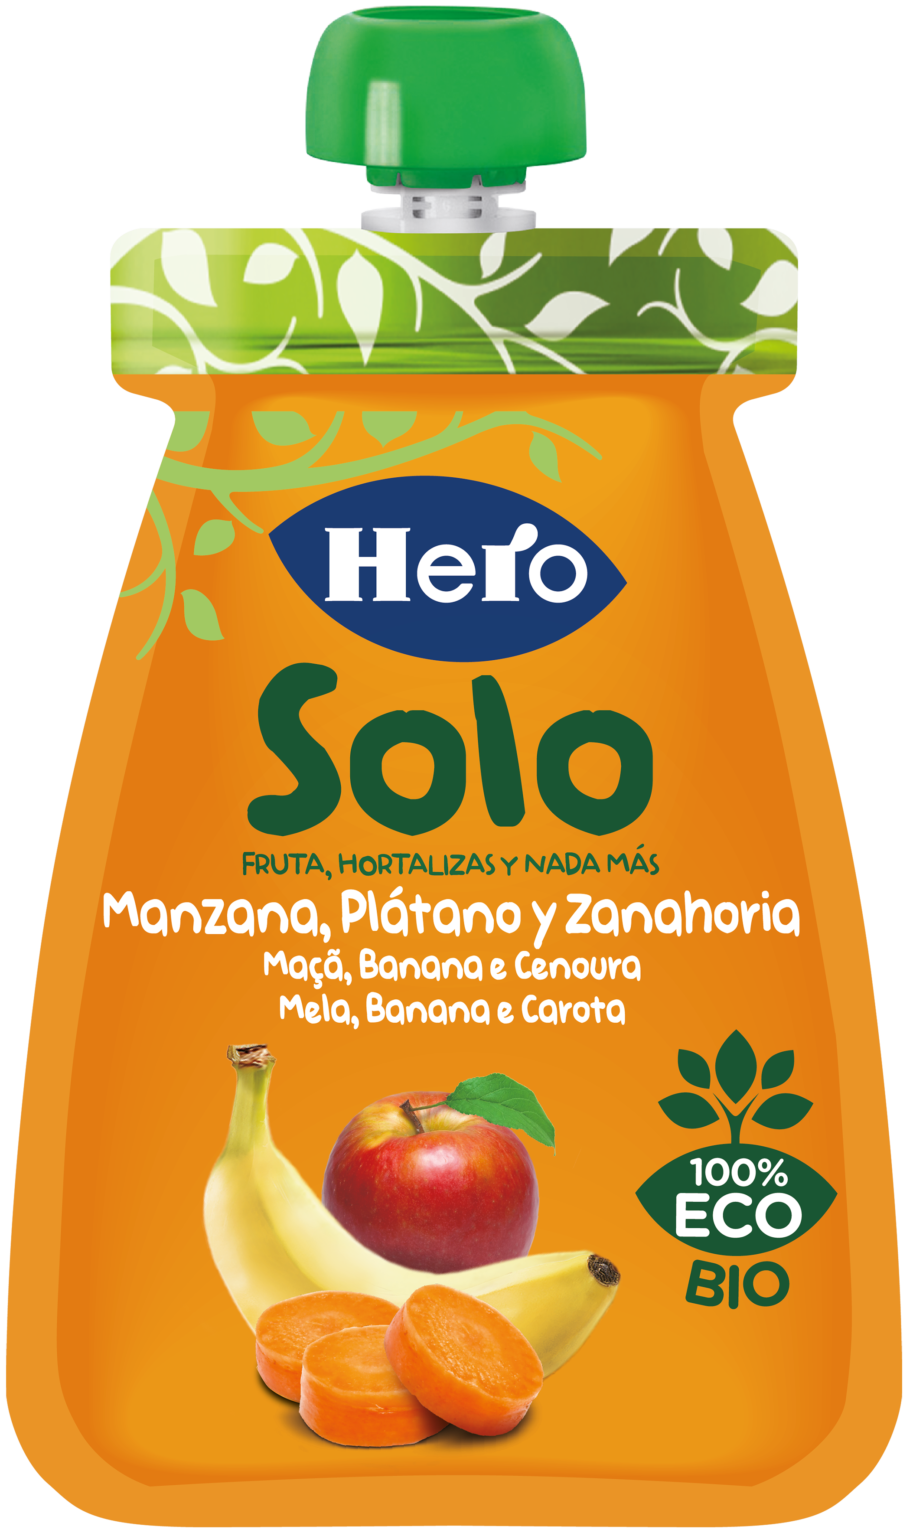 Hero
Solo
FRUTA, HORTALIZAS Y NADA MÁS
Manzana, Plátano y Zanahoria
Maçã, Banana e Cenoura
Mela, Banana e Carota
100%
ECO
BIO